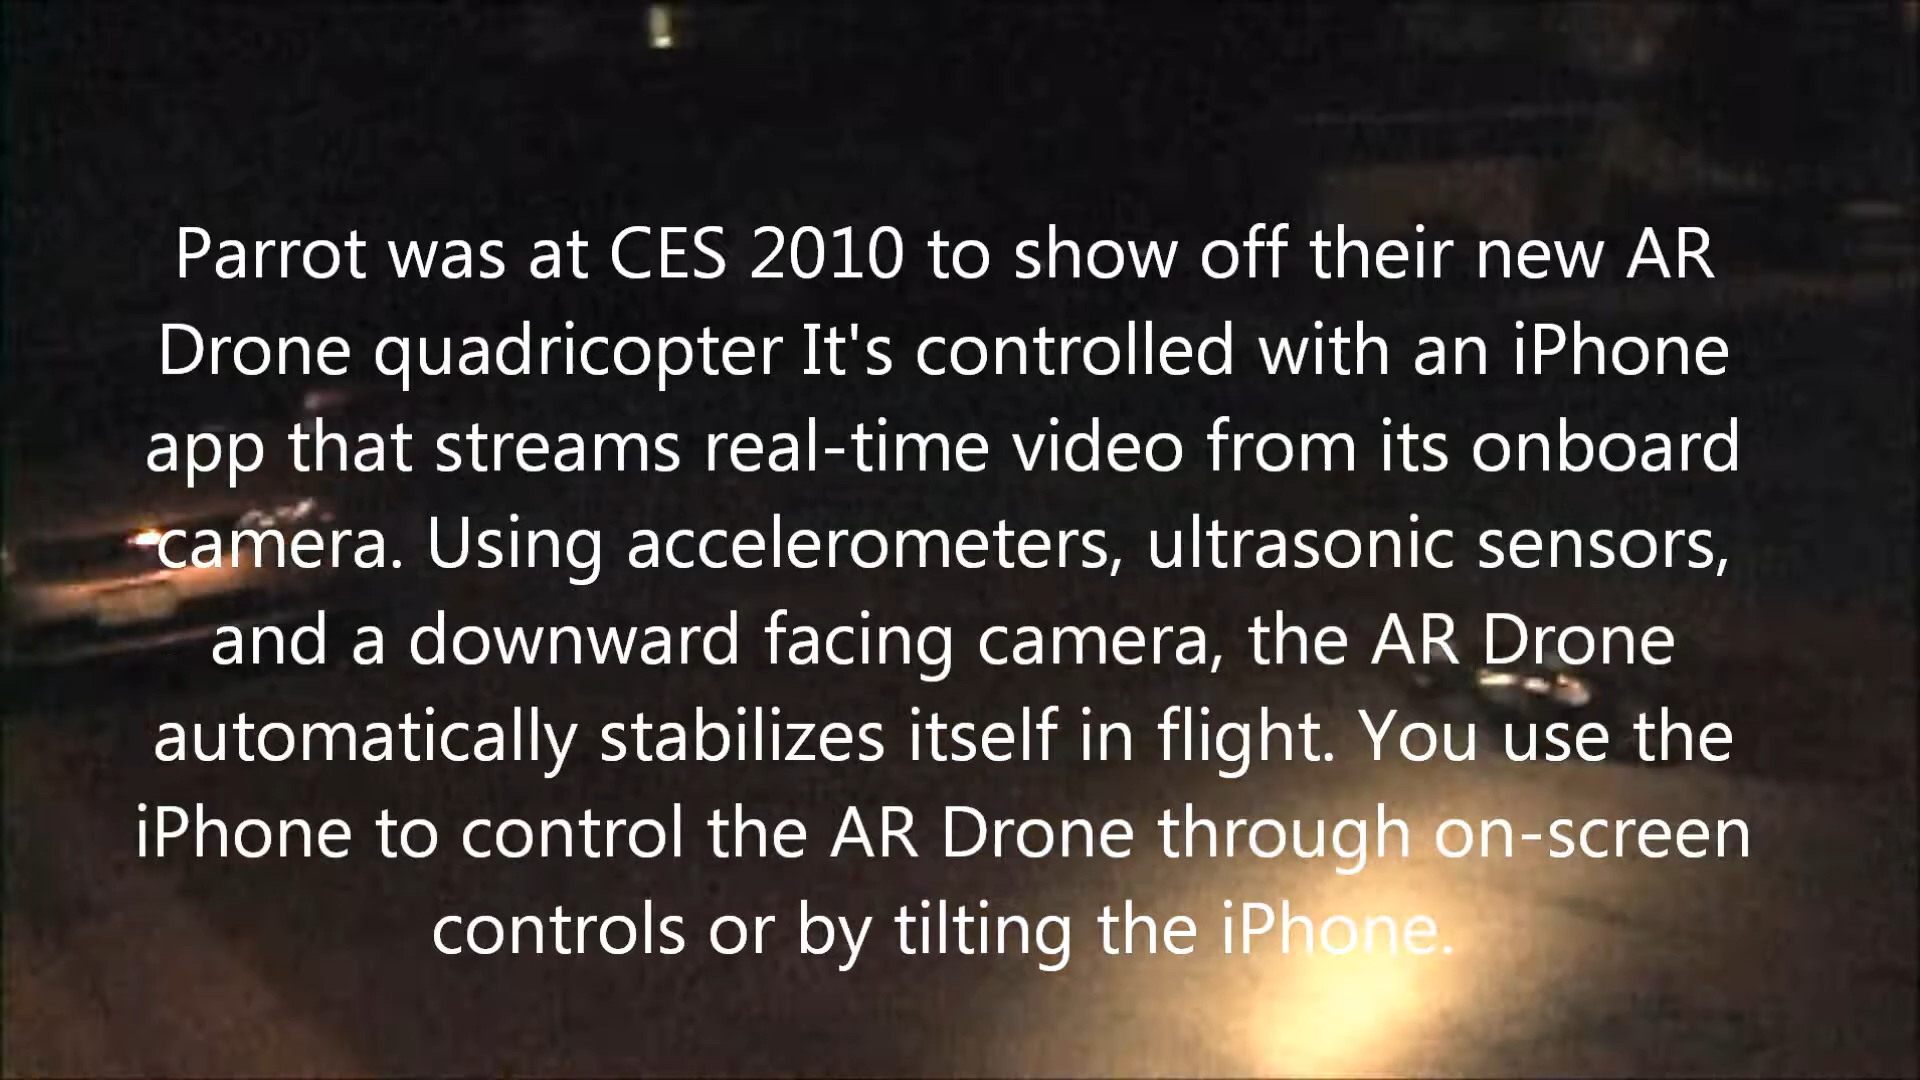 Parrot was at CES 2010 to show off their new AR
Drone quadricopter It's controlled with an iPhone
app that streams real-time video from its onboard
camera. Using accelerometers, ultrasonic sensors,
and a downward facing camera, the AR Drone
automatically stabilizes itself in flight. You use the
iPhone to control the AR Drone through on-screen
controls or by tilting the iPhone.